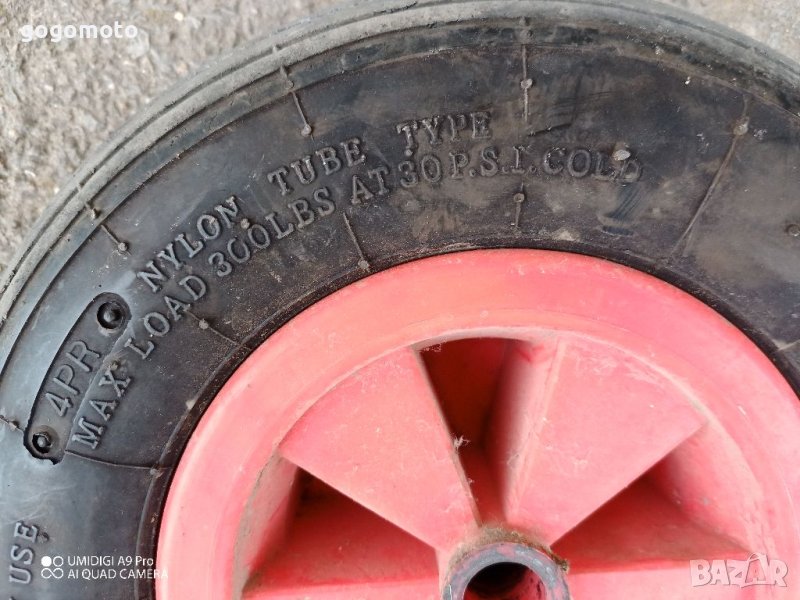 gogomoto
NYLON TUBE TYPE
MAX LOAD 300LBS AT 30 P.S.I. COLD
4PR
USE
UMIDIGI A9 Pro
AI QUAD CAMERA
BAZAR